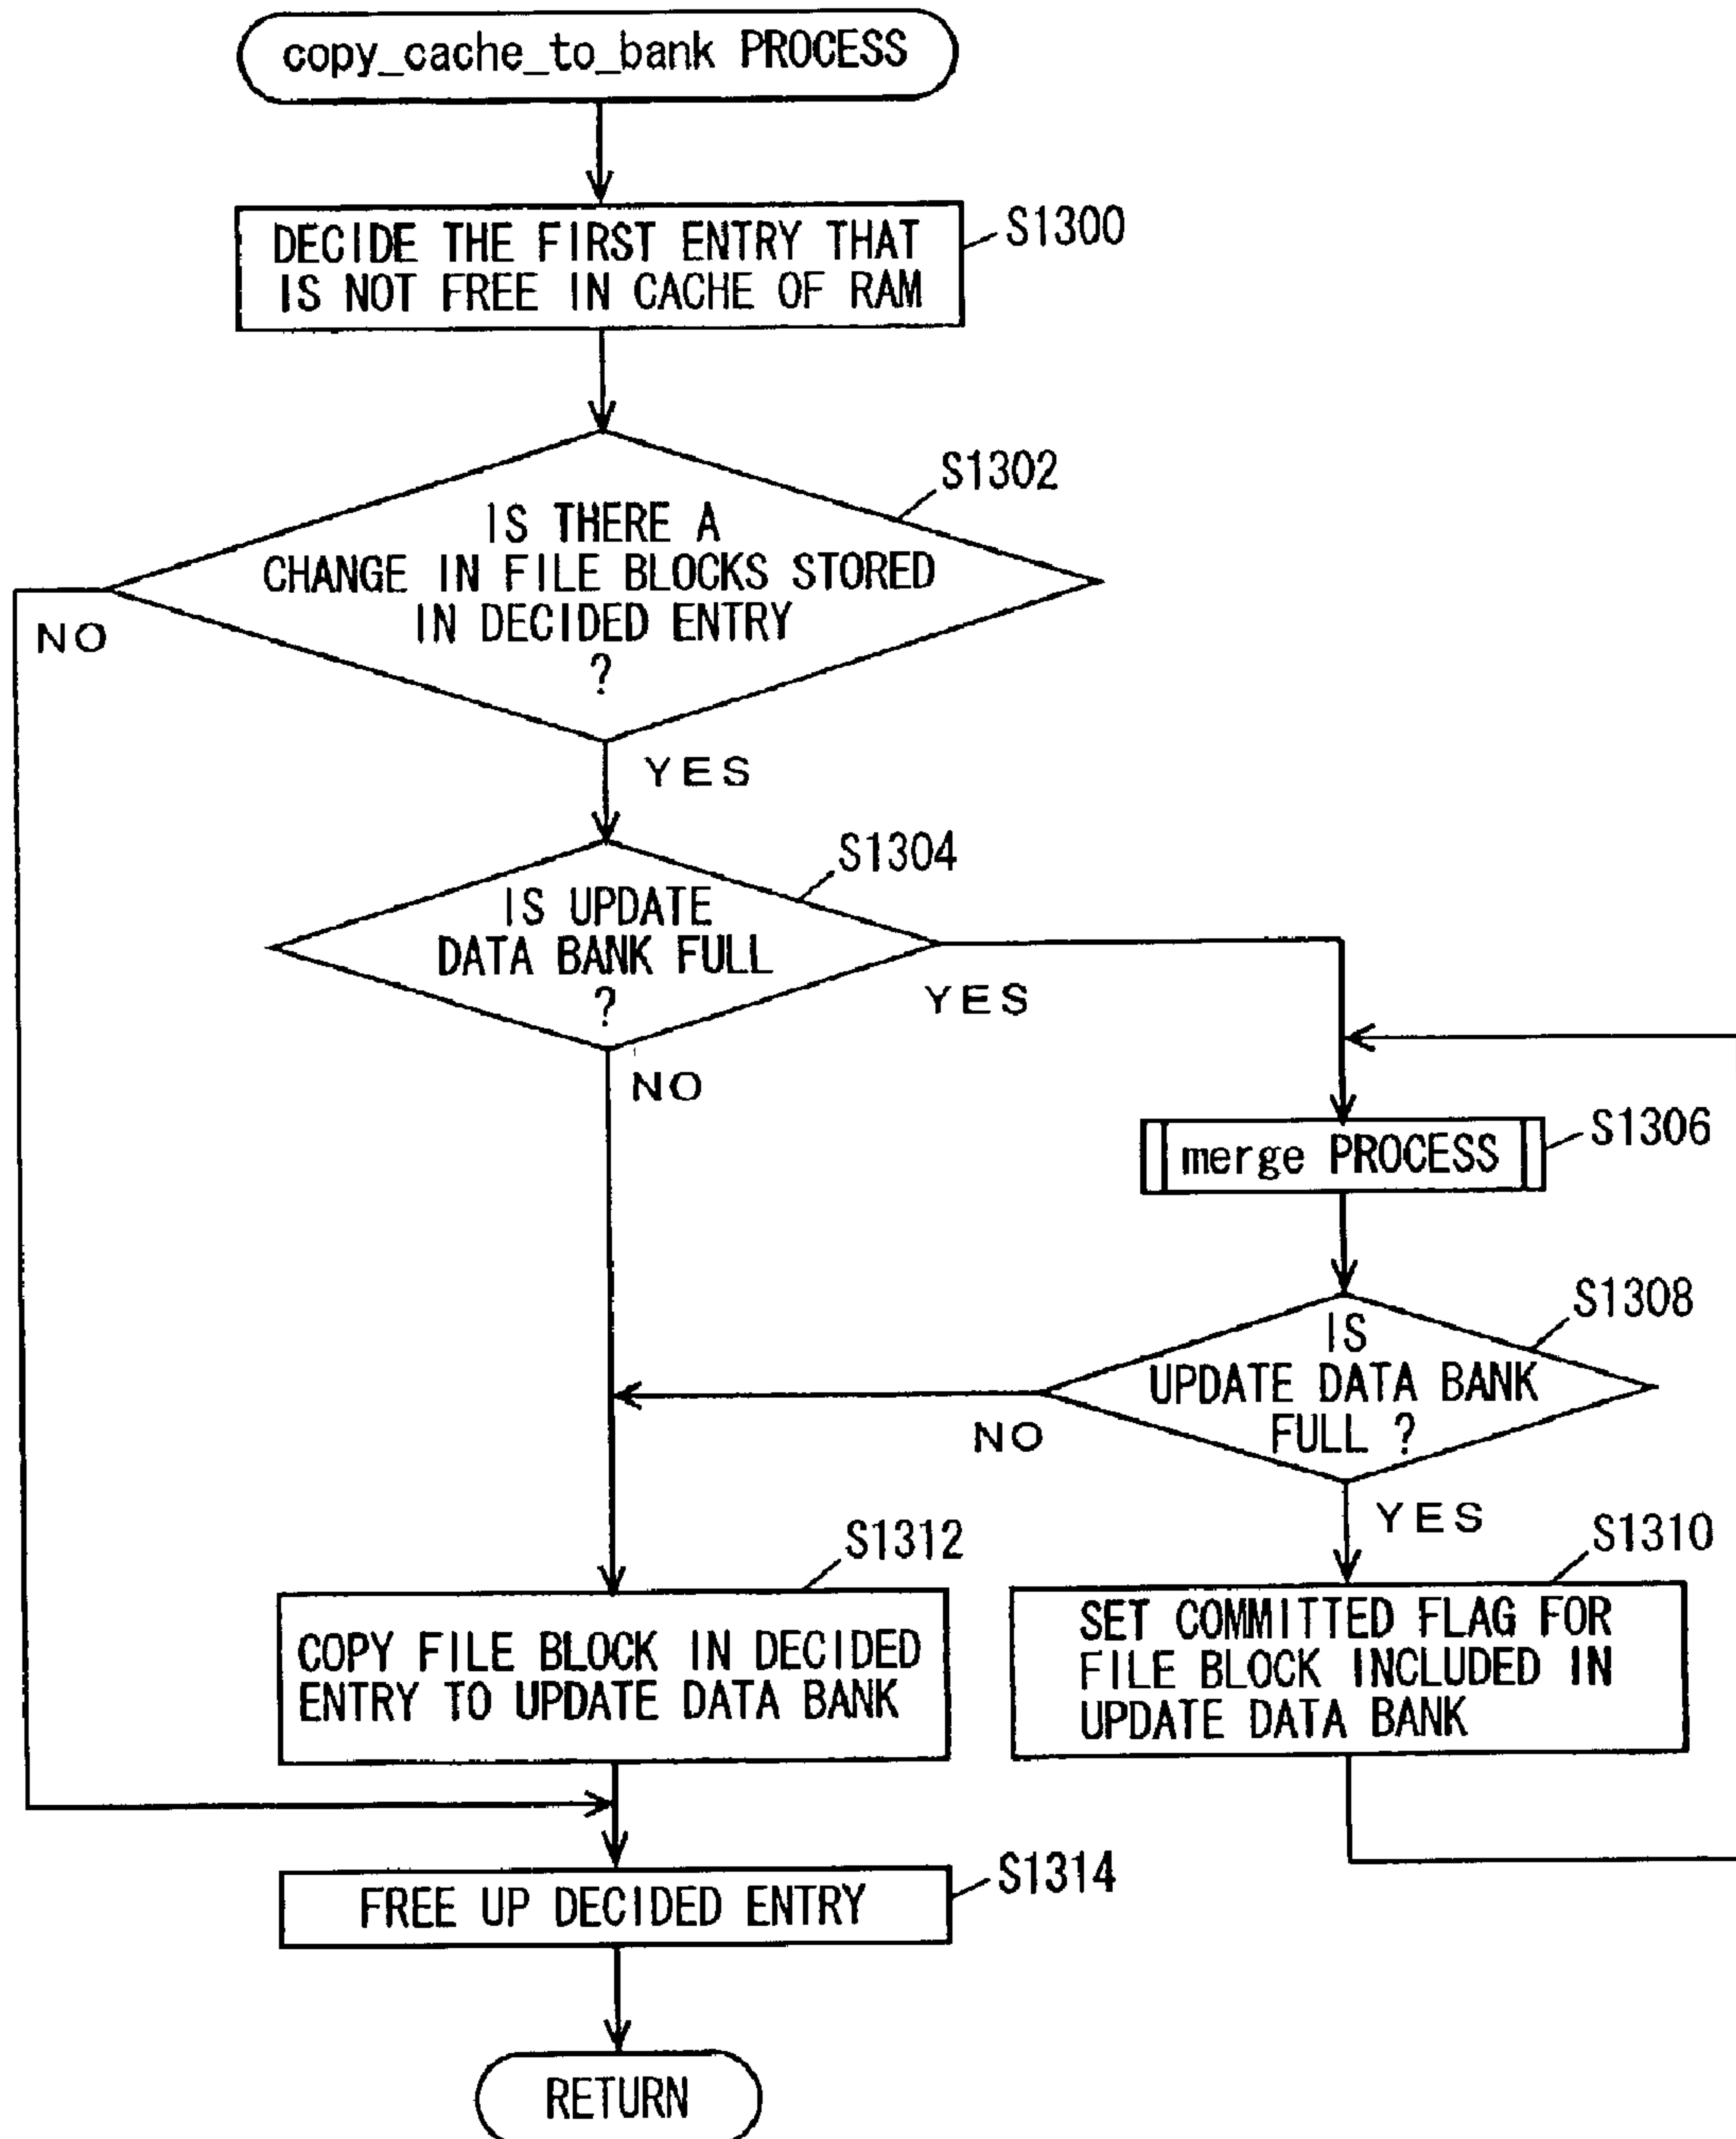 copy_cache_to_bank PROCESS
DECIDE THE FIRST ENTRY THAT
IS NOT FREE IN CACHE OF RAM
S1300
IS THERE A
CHANGE IN FILE BLOCKS STORED
IN DECIDED ENTRY
?
S1302
NO
YES
IS UPDATE
DATA BANK FULL
?
S1304
YES
NO
merge PROCESS
S1306
IS
UPDATE DATA BANK
FULL ?
S1308
NO
YES
SET COMMITTED FLAG FOR
FILE BLOCK INCLUDED IN
UPDATE DATA BANK
S1310
COPY FILE BLOCK IN DECIDED
ENTRY TO UPDATE DATA BANK
S1312
FREE UP DECIDED ENTRY
S1314
RETURN